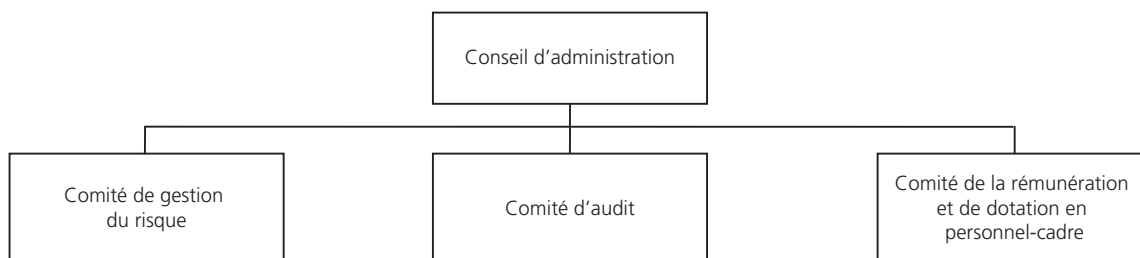 Conseil d’administration
Comité de gestion
du risque
Comité d’audit
Comité de la rémunération
et de dotation en
personnel-cadre